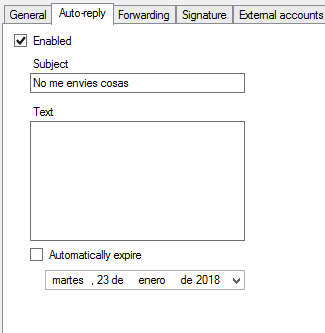 General Auto-reply Forwarding Signature External accounts
Enabled
Subject
No me envies cosas
Text
Automatically expire
martes , 23 de enero de 2018